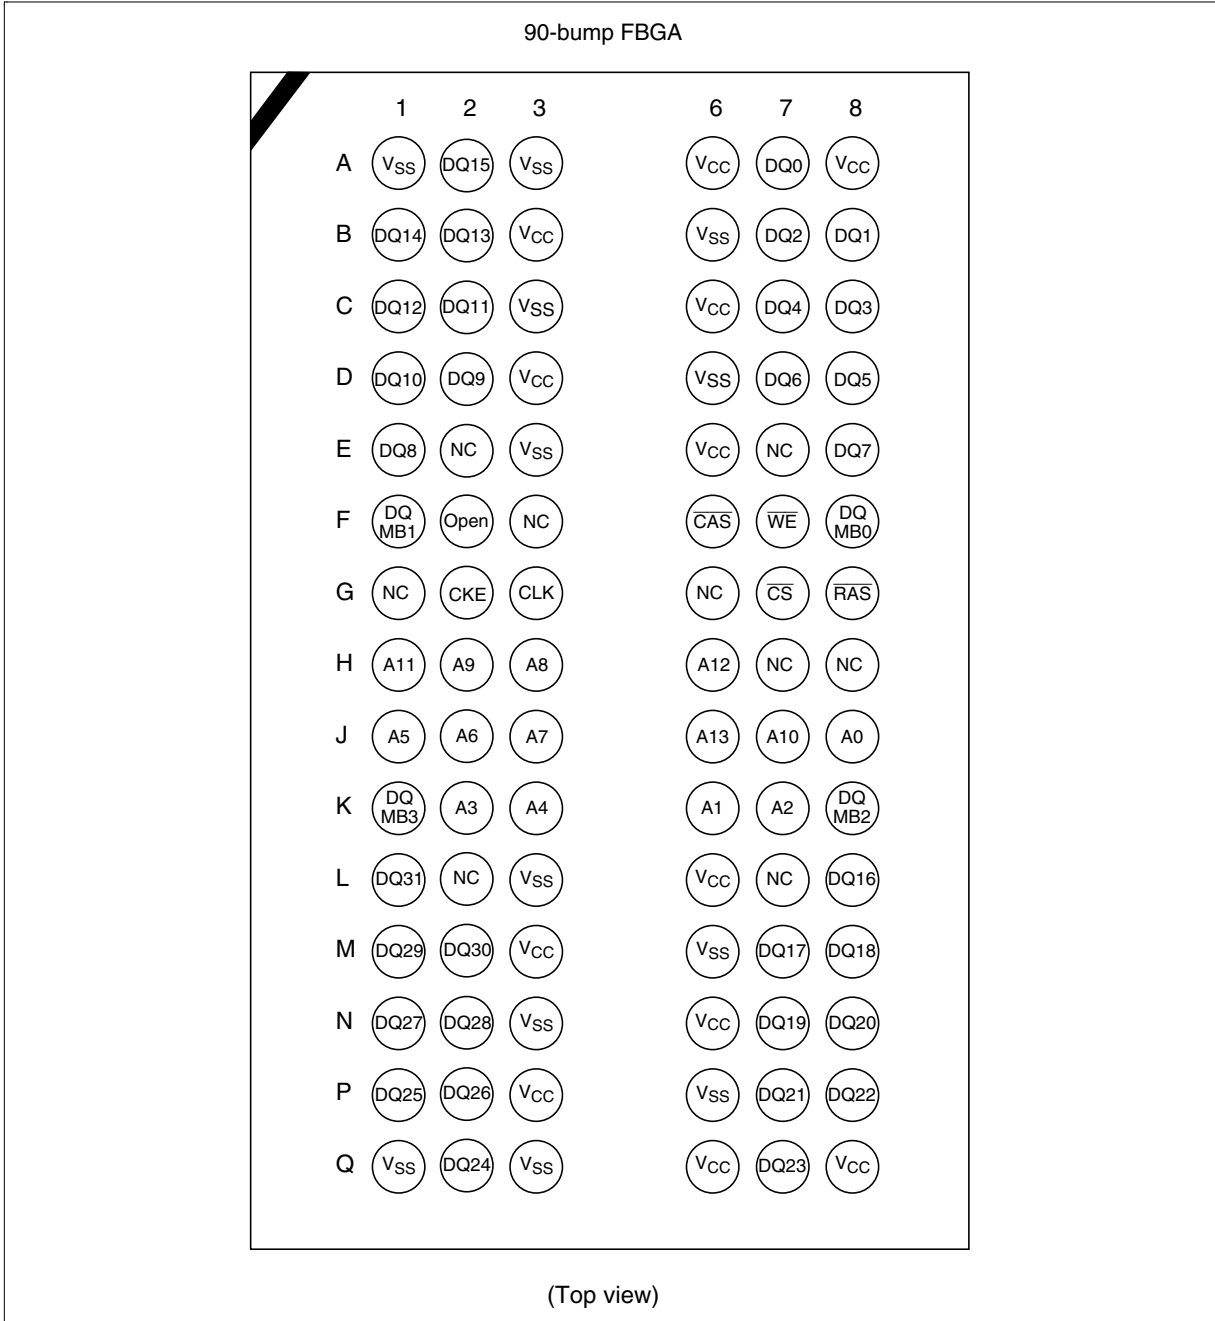 90-bump FBGA
1 2 3 6 7 8
A VSS DQ15 VSS VCC DQ0 VCC
B DQ14 DQ13 VCC VSS DQ2 DQ1
C DQ12 DQ11 VSS VCC DQ4 DQ3
D DQ10 DQ9 VCC VSS DQ6 DQ5
E DQ8 NC VSS VCC NC DQ7
F DQ MB1 Open NC C̅A̅S̅ W̅E̅ DQ MB0
G NC CKE CLK NC C̅S̅ R̅A̅S̅
H A11 A9 A8 A12 NC NC
J A5 A6 A7 A13 A10 A0
K DQ MB3 A3 A4 A1 A2 DQ MB2
L DQ31 NC VSS VCC NC DQ16
M DQ29 DQ30 VCC VSS DQ17 DQ18
N DQ27 DQ28 VSS VCC DQ19 DQ20
P DQ25 DQ26 VCC VSS DQ21 DQ22
Q VSS DQ24 VSS VCC DQ23 VCC
(Top view)